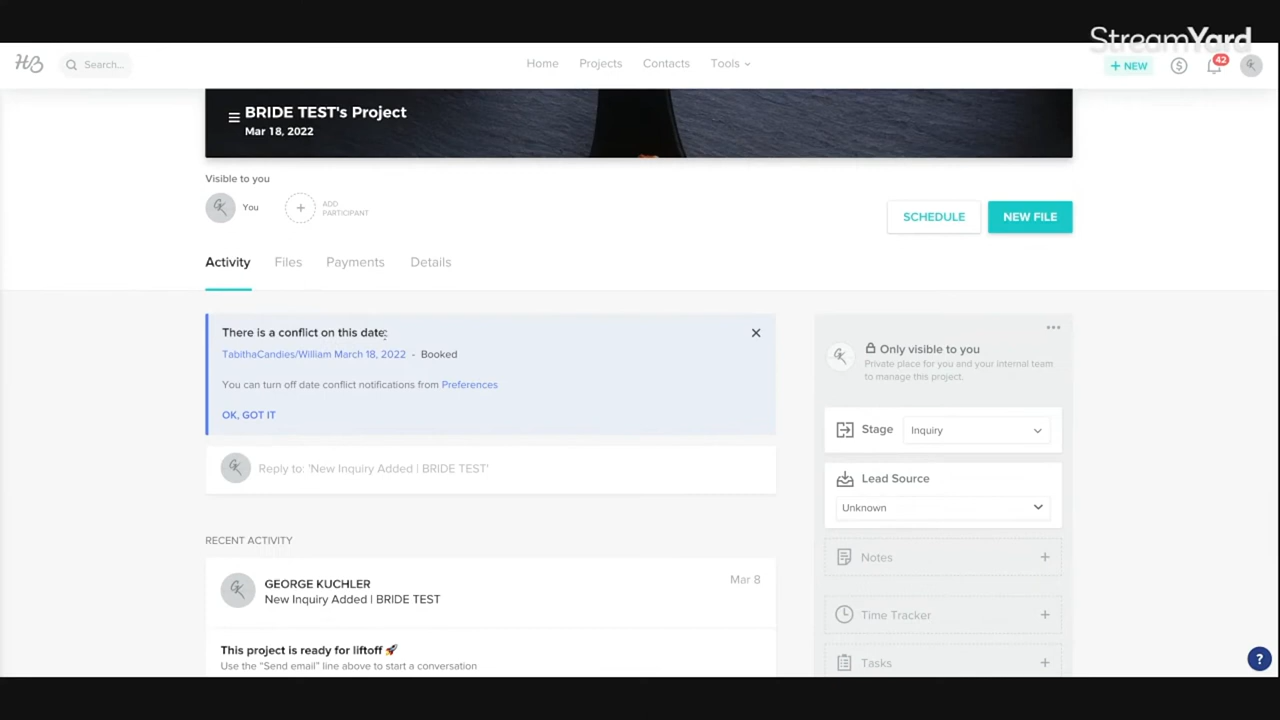 StreamYard
HB
Search...
Home
Projects
Contacts
Tools
+ NEW
42
BRIDE TEST's Project
Mar 18, 2022
Visible to you
You
ADD
PARTICIPANT
SCHEDULE
NEW FILE
Activity
Files
Payments
Details
There is a conflict on this date:
TabithaCandies/William March 18, 2022 - Booked
You can turn off date conflict notifications from Preferences
OK, GOT IT
Reply to: 'New Inquiry Added | BRIDE TEST'
RECENT ACTIVITY
GEORGE KUCHLER
Mar 8
New Inquiry Added | BRIDE TEST
This project is ready for liftoff 🚀
Use the "Send email" line above to start a conversation
Only visible to you
Private place for you and your internal team
to manage this project.
Stage
Inquiry
Lead Source
Unknown
Notes
Time Tracker
Tasks
?